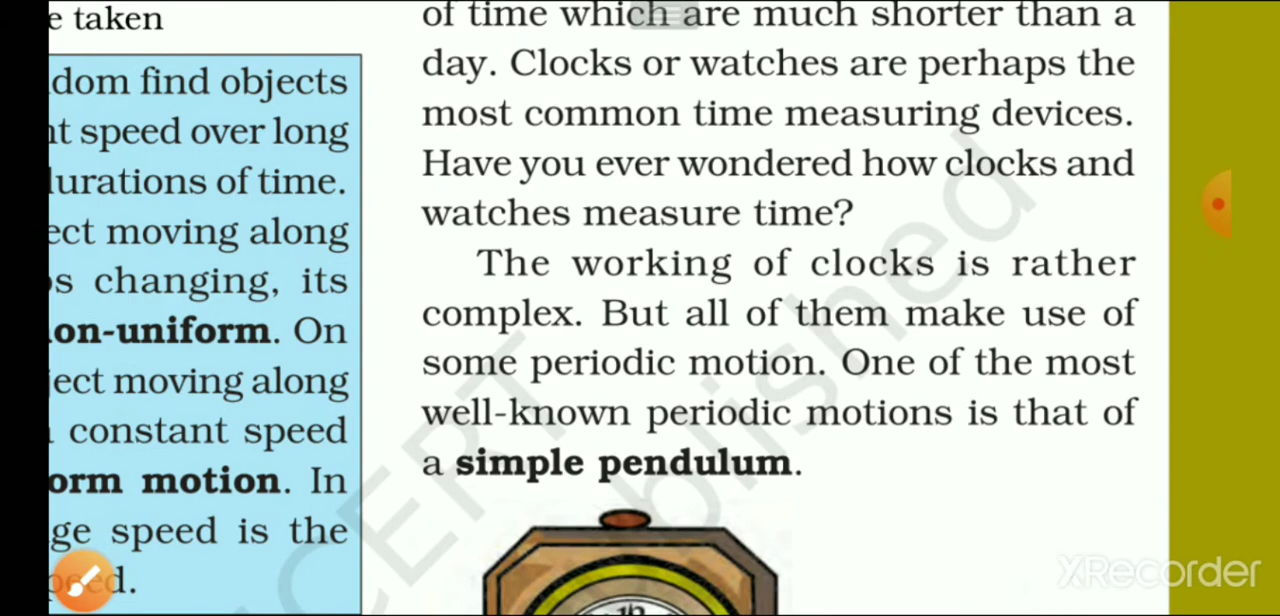 e taken
dom find objects
t speed over long
urations of time.
ect moving along
s changing, its
on-uniform. On
ect moving along
constant speed
orm motion. In
ge speed is the
d.
of time which are much shorter than a
day. Clocks or watches are perhaps the
most common time measuring devices.
Have you ever wondered how clocks and
watches measure time?
The working of clocks is rather
complex. But all of them make use of
some periodic motion. One of the most
well-known periodic motions is that of
a simple pendulum.
12
CERT
blished
XRecorder